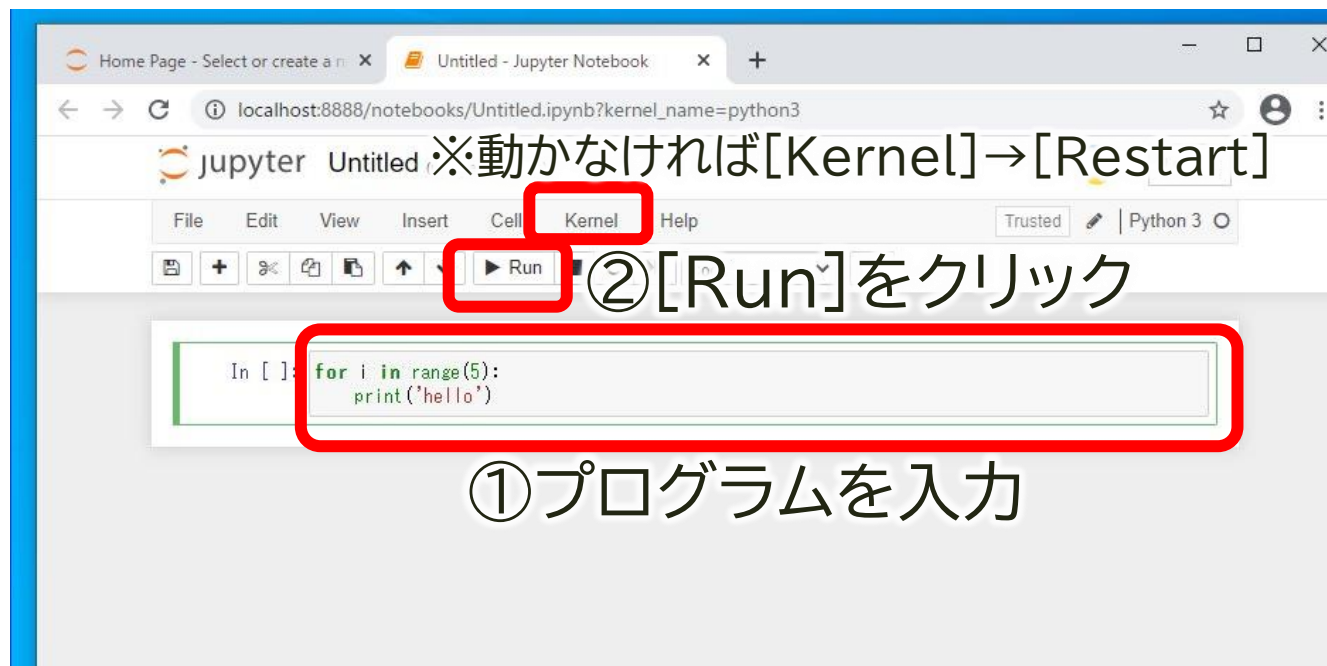 Home Page - Select or create a n
Untitled - Jupyter Notebook
localhost:8888/notebooks/Untitled.ipynb?kernel_name=python3
jupyter Untitled
※動かなければ[Kernel]→[Restart]
File Edit View Insert Cell Kernel Help Trusted Python 3
Run
②[Run]をクリック
In [ ]: for i in range(5):
print('hello')
①プログラムを入力